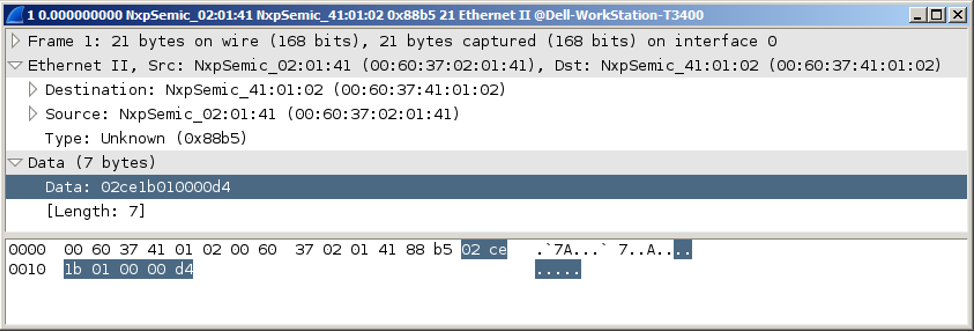 1 0.000000000 NxpSemic_02:01:41 NxpSemic_41:01:02 0x88b5 21 Ethernet II @Dell-WorkStation-T3400
Frame 1: 21 bytes on wire (168 bits), 21 bytes captured (168 bits) on interface 0
Ethernet II, Src: NxpSemic_02:01:41 (00:60:37:02:01:41), Dst: NxpSemic_41:01:02 (00:60:37:41:01:02)
Destination: NxpSemic_41:01:02 (00:60:37:41:01:02)
Source: NxpSemic_02:01:41 (00:60:37:02:01:41)
Type: Unknown (0x88b5)
Data (7 bytes)
Data: 02ce1b010000d4
[Length: 7]
0000 00 60 37 41 01 02 00 60 37 02 01 41 88 b5 02 ce .`7A...` 7..A....
0010 1b 01 00 00 d4 .....